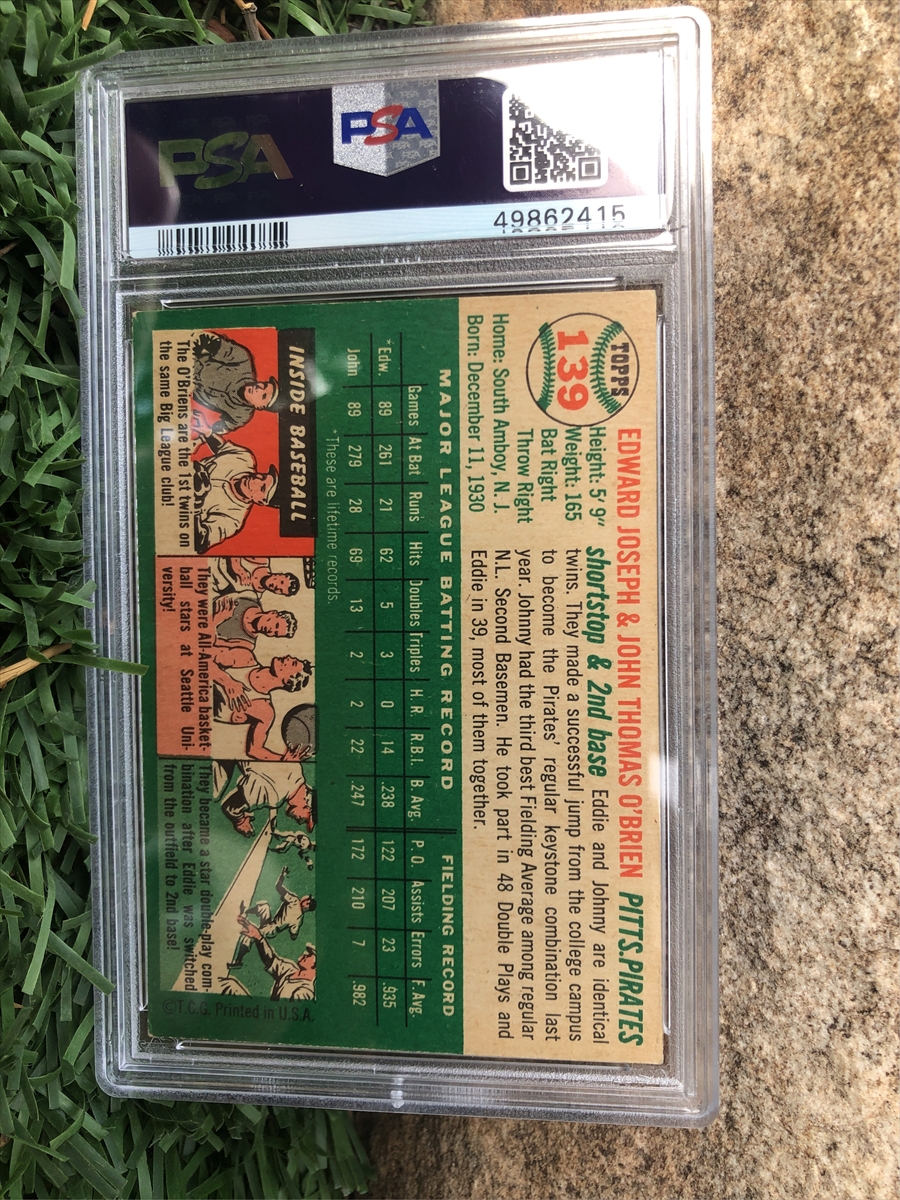 PSA
PSA
49862415
TOPPS
139
EDWARD JOSEPH & JOHN THOMAS O'BRIEN PITTS. PIRATES
Height: 5' 9"
Weight: 165
Bat Right
Throw Right
Home: South Amboy, N. J.
Born: December 11, 1930
shortstop & 2nd base Eddie and Johnny are identical
twins. They made a successful jump from the college campus
to become the Pirates' regular keystone combination last
year. Johnny had the third best Fielding Average among regular
N.L. Second Basemen. He took part in 48 Double Plays and
Eddie in 39, most of them together.
MAJOR LEAGUE BATTING RECORD FIELDING RECORD
Games At Bat Runs Hits Doubles Triples H. R. R.B.I. B. Avg. P. O. Assists Errors F. Avg.
*Edw. 89 261 21 62 5 3 0 14 .238 122 207 23 .935
John 89 279 28 69 13 2 2 22 .247 172 210 7 .982
*These are lifetime records.
INSIDE BASEBALL
The O'Briens are the 1st twins on
the same Big League club!
They were All-America basket-
ball stars at Seattle Uni-
versity!
They became a star double-play com-
bination after Eddie was switched
from the outfield to 2nd base!
©T.C.G. Printed in U.S.A.